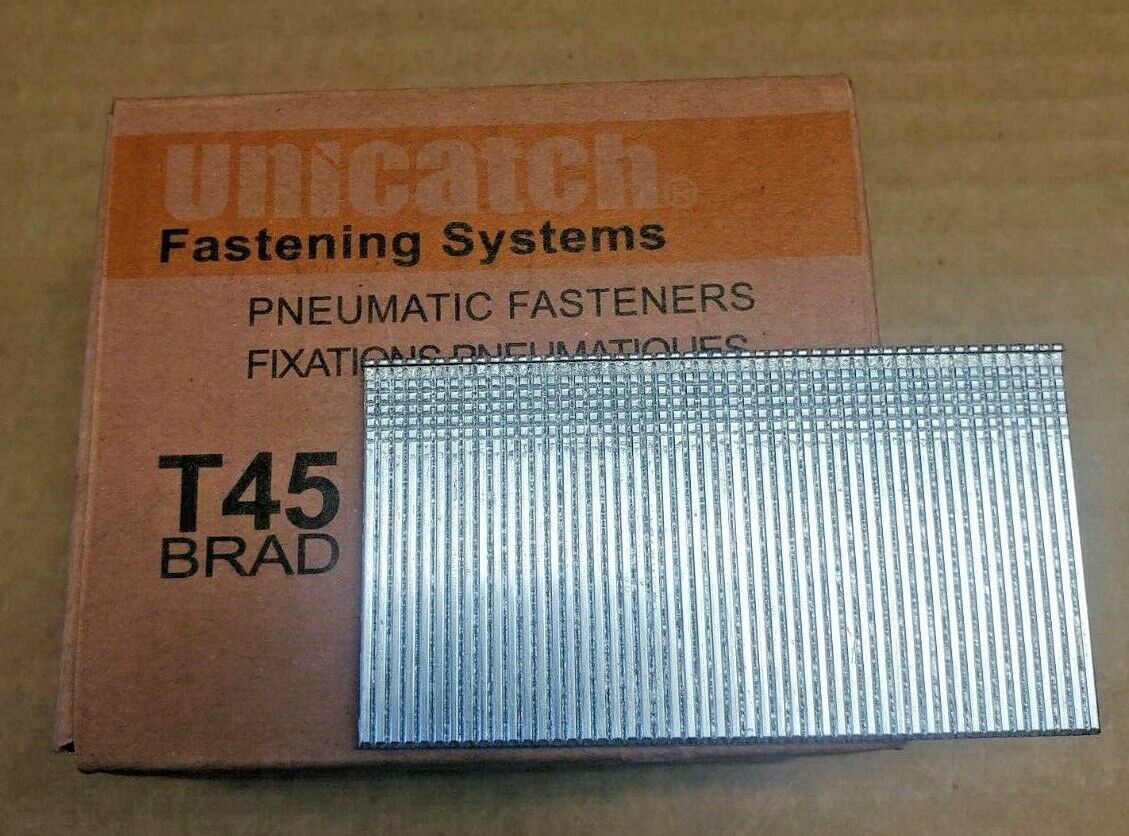 unicatch®
Fastening Systems
PNEUMATIC FASTENERS
FIXATIONS PNEUMATIQUES
T45
BRAD